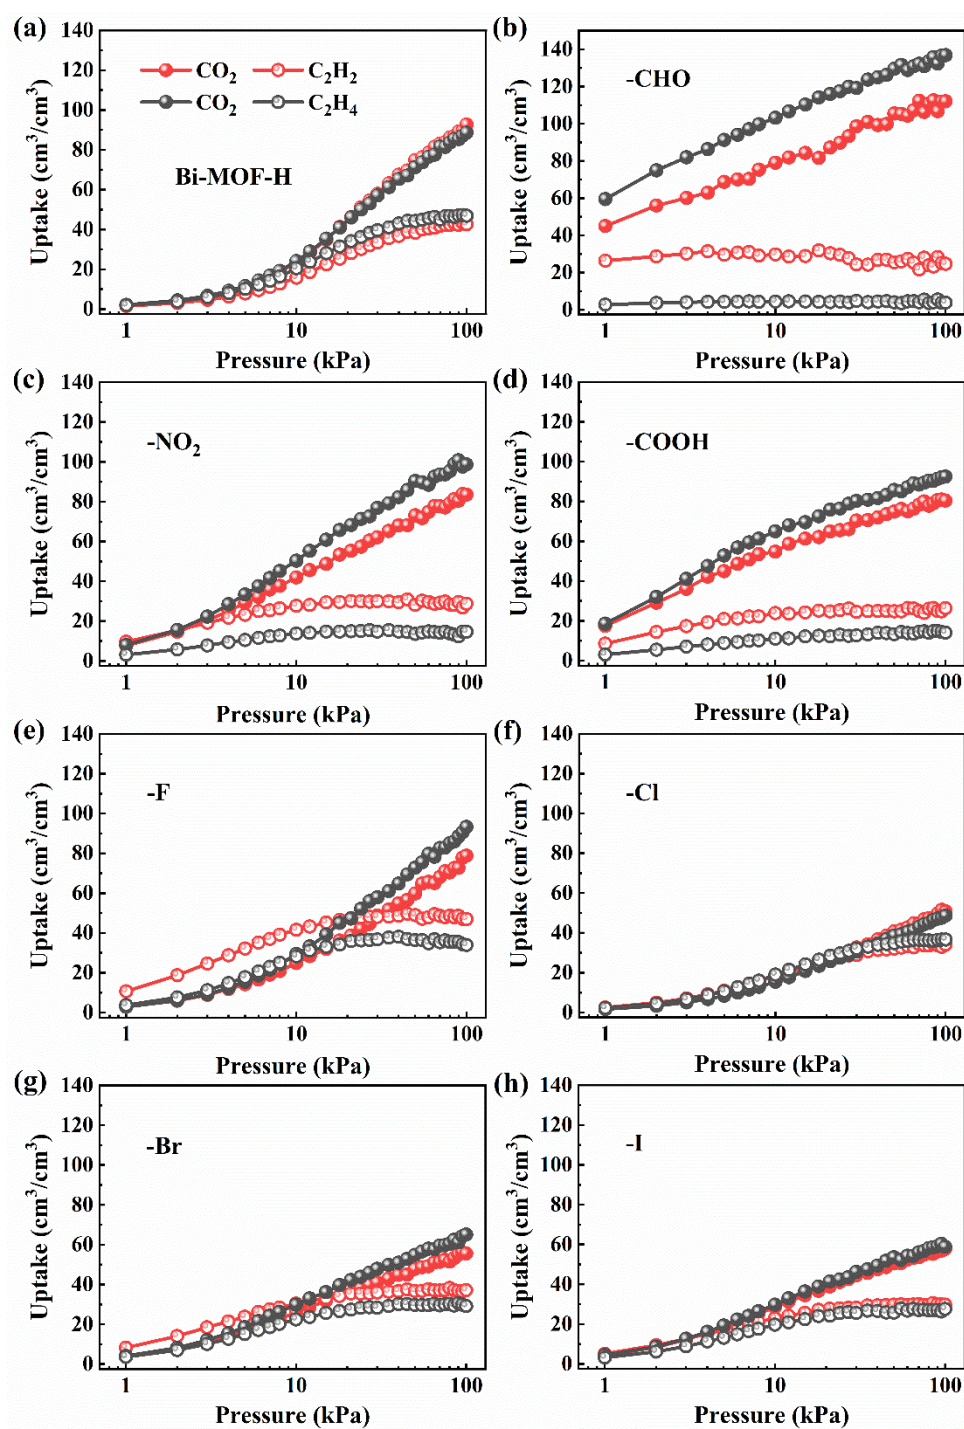 (a)
140
120
100
80
60
40
20
0
Uptake (cm³/cm³)
CO₂ C₂H₂
CO₂ C₂H₄
Bi-MOF-H
1 10 100
Pressure (kPa)
(b)
140
120
100
80
60
40
20
0
Uptake (cm³/cm³)
-CHO
1 10 100
Pressure (kPa)
(c)
140
120
100
80
60
40
20
0
Uptake (cm³/cm³)
-NO₂
1 10 100
Pressure (kPa)
(d)
140
120
100
80
60
40
20
0
Uptake (cm³/cm³)
-COOH
1 10 100
Pressure (kPa)
(e)
140
120
100
80
60
40
20
0
Uptake (cm³/cm³)
-F
1 10 100
Pressure (kPa)
(f)
140
120
100
80
60
40
20
0
Uptake (cm³/cm³)
-Cl
1 10 100
Pressure (kPa)
(g)
140
120
100
80
60
40
20
0
Uptake (cm³/cm³)
-Br
1 10 100
Pressure (kPa)
(h)
140
120
100
80
60
40
20
0
Uptake (cm³/cm³)
-I
1 10 100
Pressure (kPa)